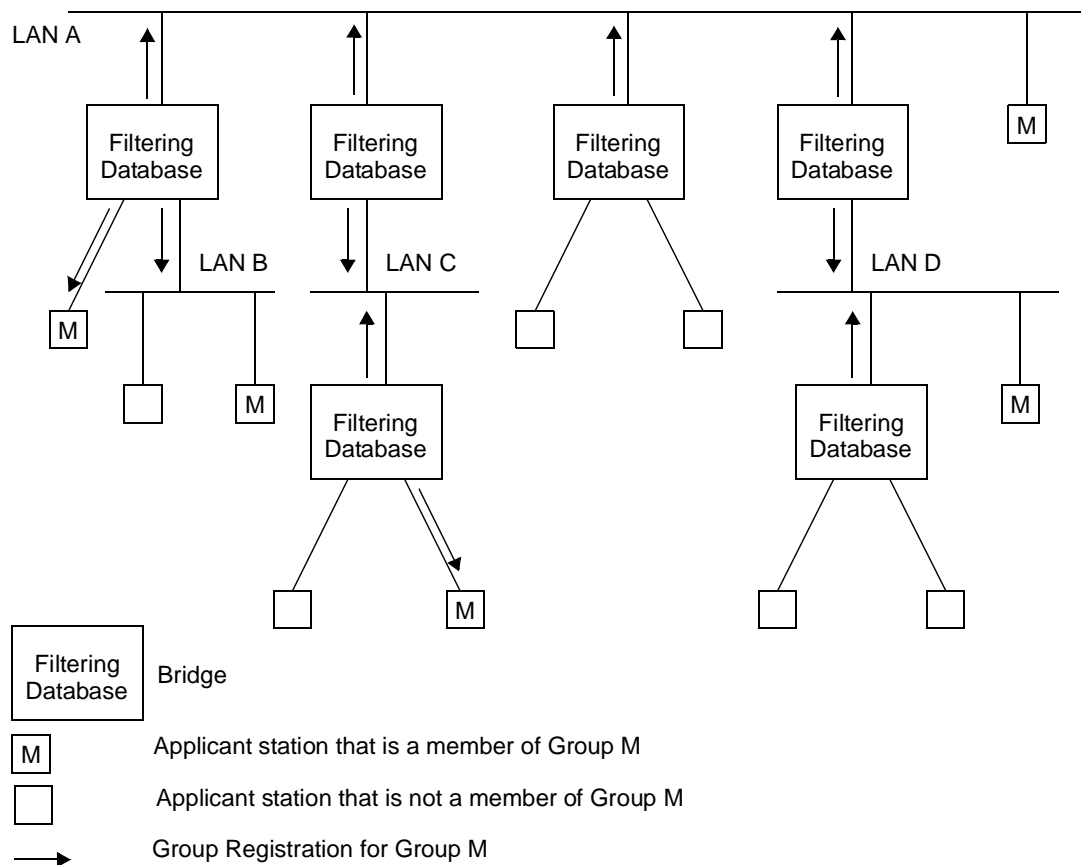 LAN A
Filtering
Database
Filtering
Database
Filtering
Database
Filtering
Database
M
LAN B
LAN C
LAN D
M
M
M
Filtering
Database
Filtering
Database
M
Filtering
Database
Bridge
M
Applicant station that is a member of Group M
Applicant station that is not a member of Group M
Group Registration for Group M